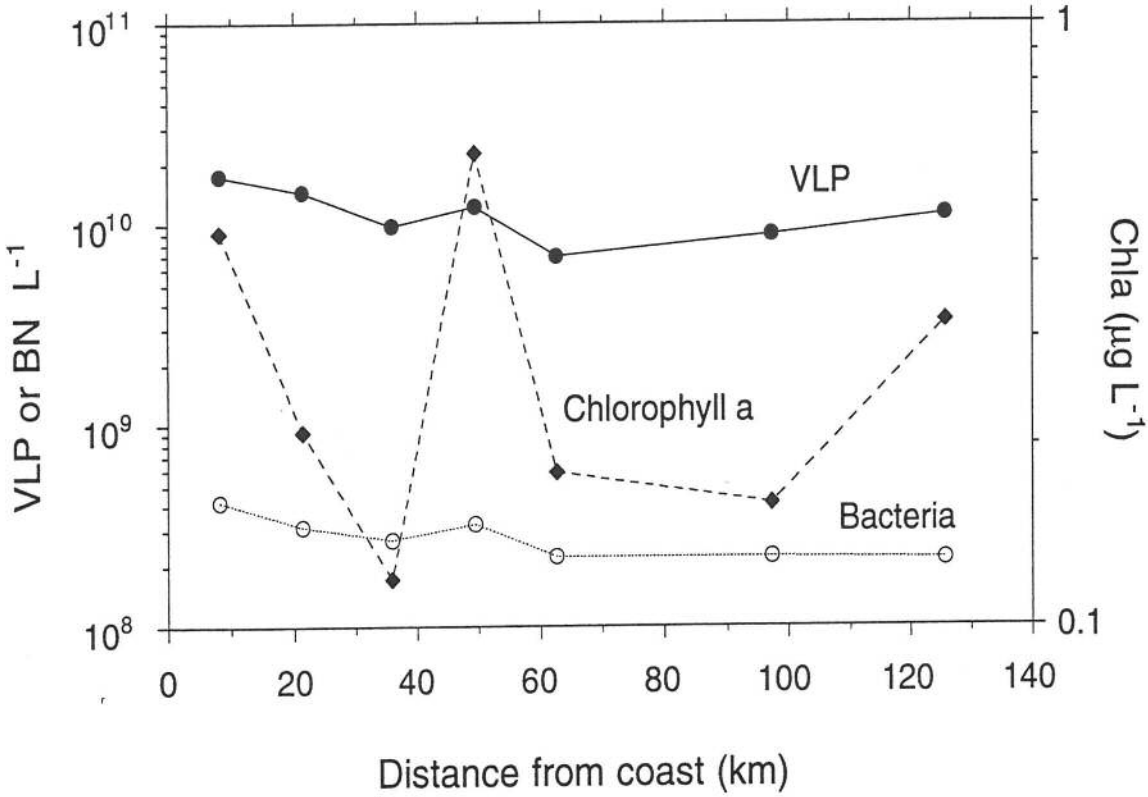 10^11
10^10
10^9
10^8
VLP or BN L^-1
1
0.1
Chla (µg L^-1)
VLP
Chlorophyll a
Bacteria
0 20 40 60 80 100 120 140
Distance from coast (km)